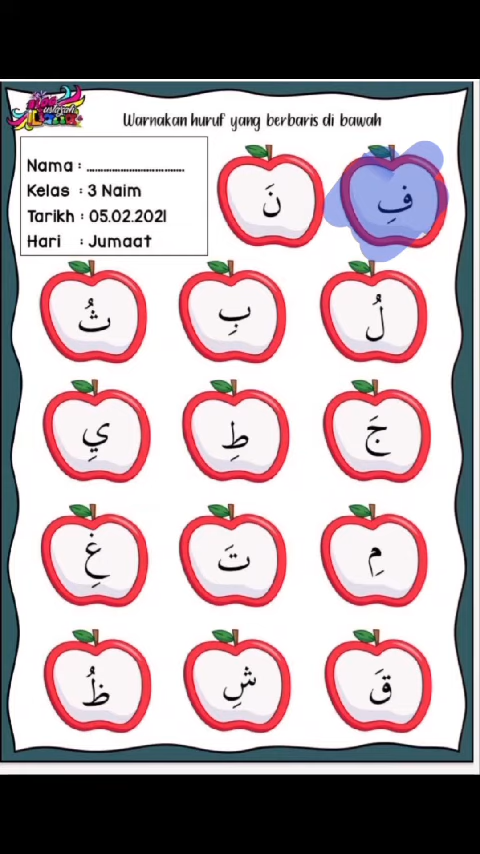 Warnakan huruf yang berbaris di bawah
Nama : ................................
Kelas : 3 Naim
Tarikh : 05.02.2021
Hari : Jumaat
نَ
فِ
ثُ
بِ
لُ
يِ
طِ
جَ
غِ
تَ
مِ
ظُ
شِ
قَ